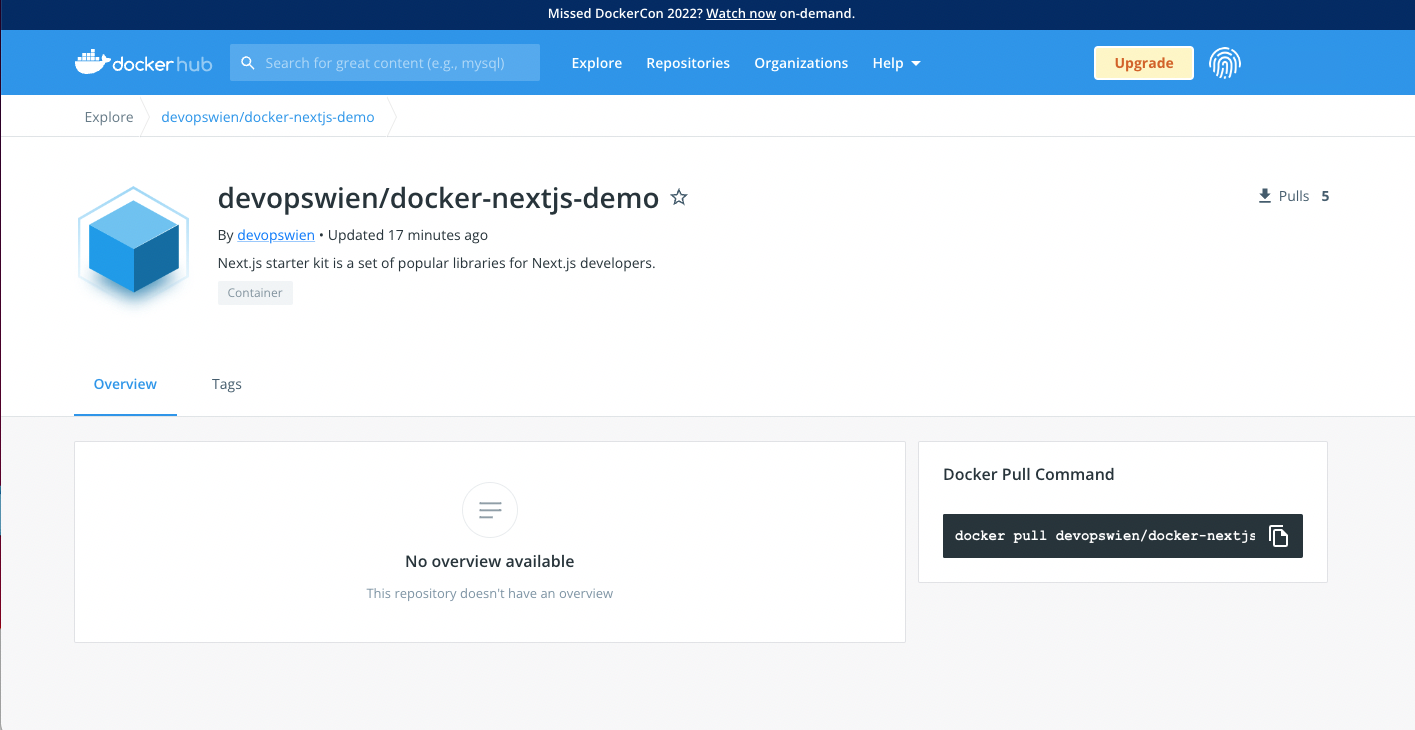 Missed DockerCon 2022? Watch now on-demand.
docker hub
Search for great content (e.g., mysql)
Explore
Repositories
Organizations
Help
Upgrade
Explore
devopswien/docker-nextjs-demo
devopswien/docker-nextjs-demo
Pulls 5
By devopswien • Updated 17 minutes ago
Next.js starter kit is a set of popular libraries for Next.js developers.
Container
Overview
Tags
No overview available
This repository doesn't have an overview
Docker Pull Command
docker pull devopswien/docker-nextjs